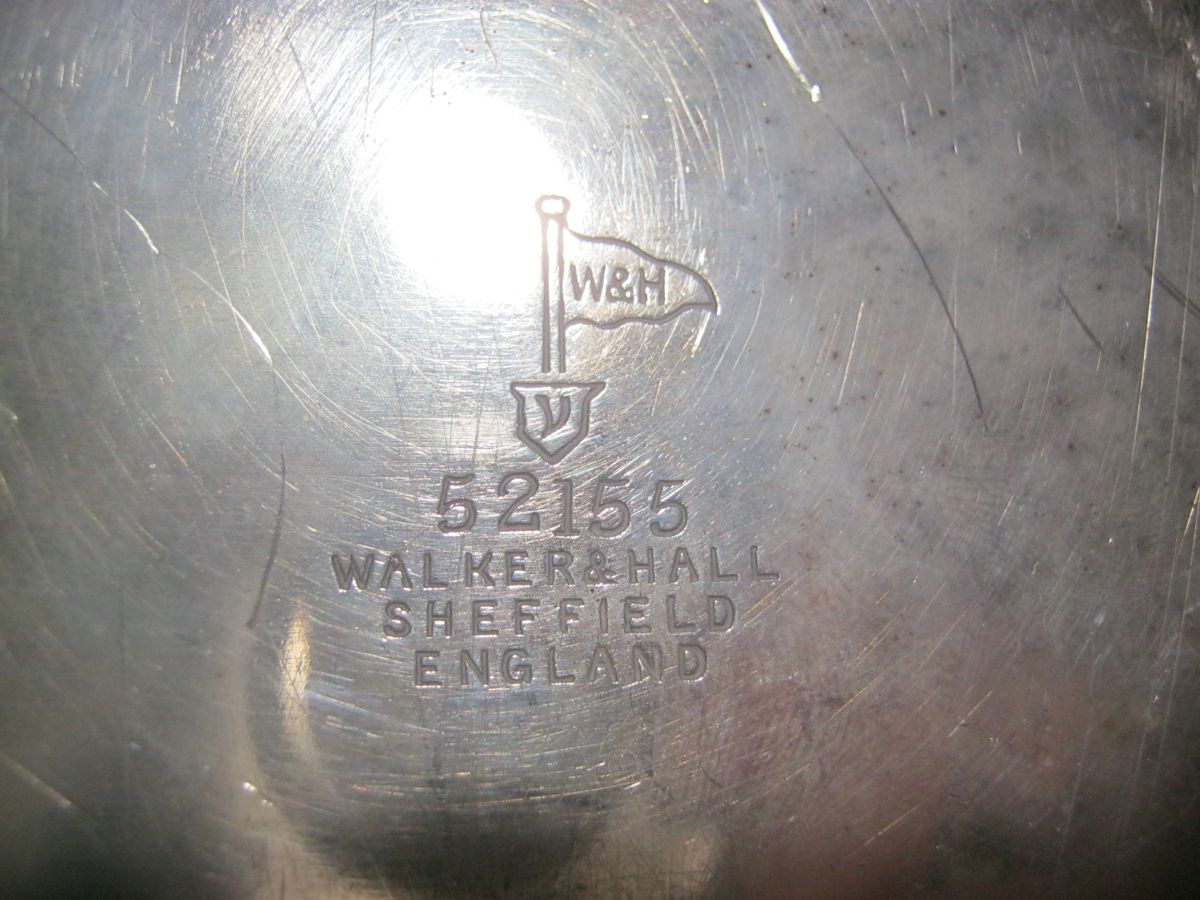 W&H
V
52155
WALKER&HALL
SHEFFIELD
ENGLAND